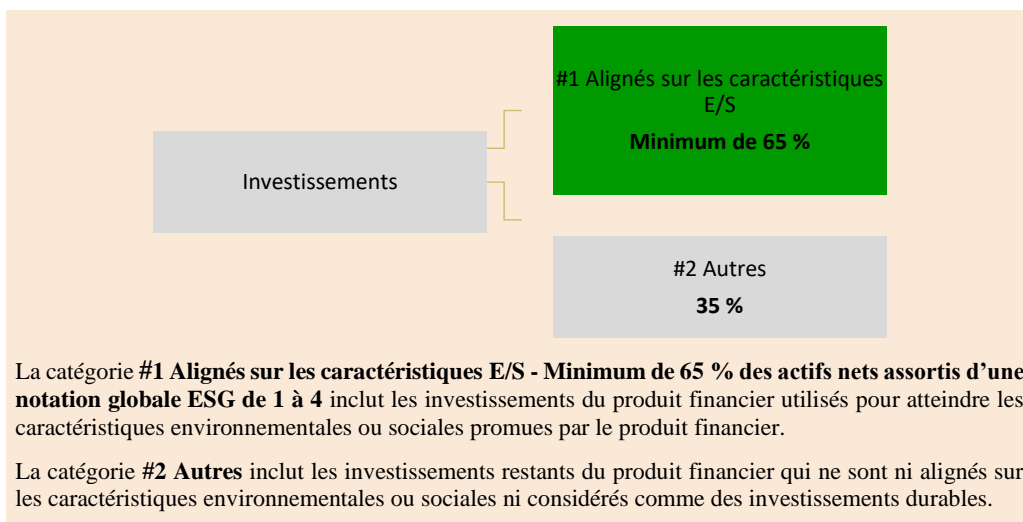 #1 Alignés sur les caractéristiques
E/S
Minimum de 65 %
Investissements
#2 Autres
35 %
La catégorie #1 Alignés sur les caractéristiques E/S - Minimum de 65 % des actifs nets assortis d’une
notation globale ESG de 1 à 4 inclut les investissements du produit financier utilisés pour atteindre les
caractéristiques environnementales ou sociales promues par le produit financier.
La catégorie #2 Autres inclut les investissements restants du produit financier qui ne sont ni alignés sur
les caractéristiques environnementales ou sociales ni considérés comme des investissements durables.